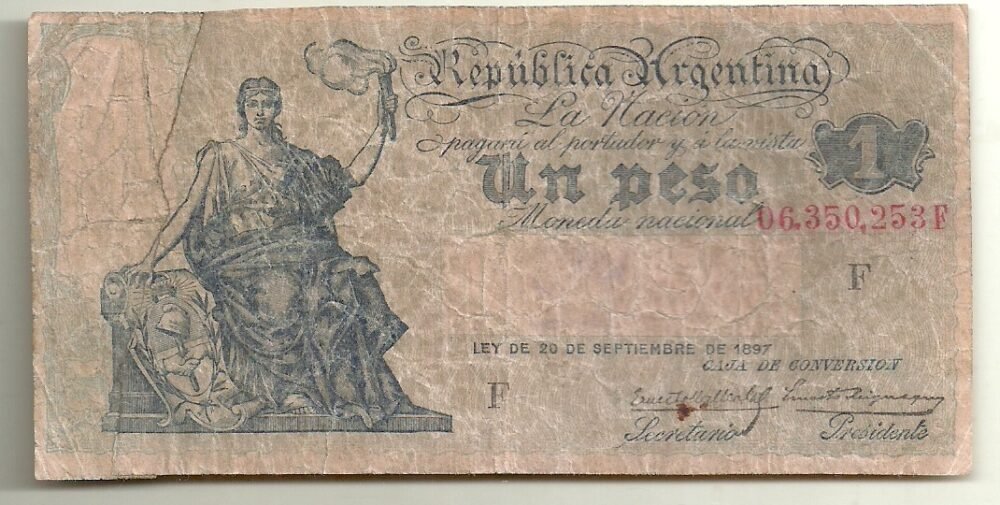 República Argentina
La Nación
pagará al portador y á la vista
1
Un peso
Moneda nacional
06.350,253F
F
LEY DE 20 DE SEPTIEMBRE DE 1897
CAJA DE CONVERSION
F
Secretario
Presidente